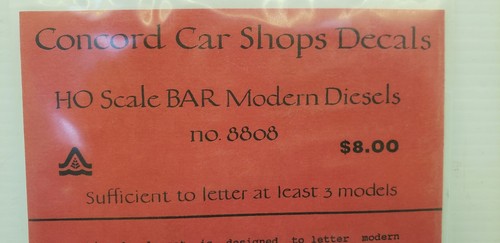 Concord Car Shops Decals
HO Scale BAR Modern Diesels
no. 8808
$8.00
Sufficient to letter at least 3 models
designed to letter modern